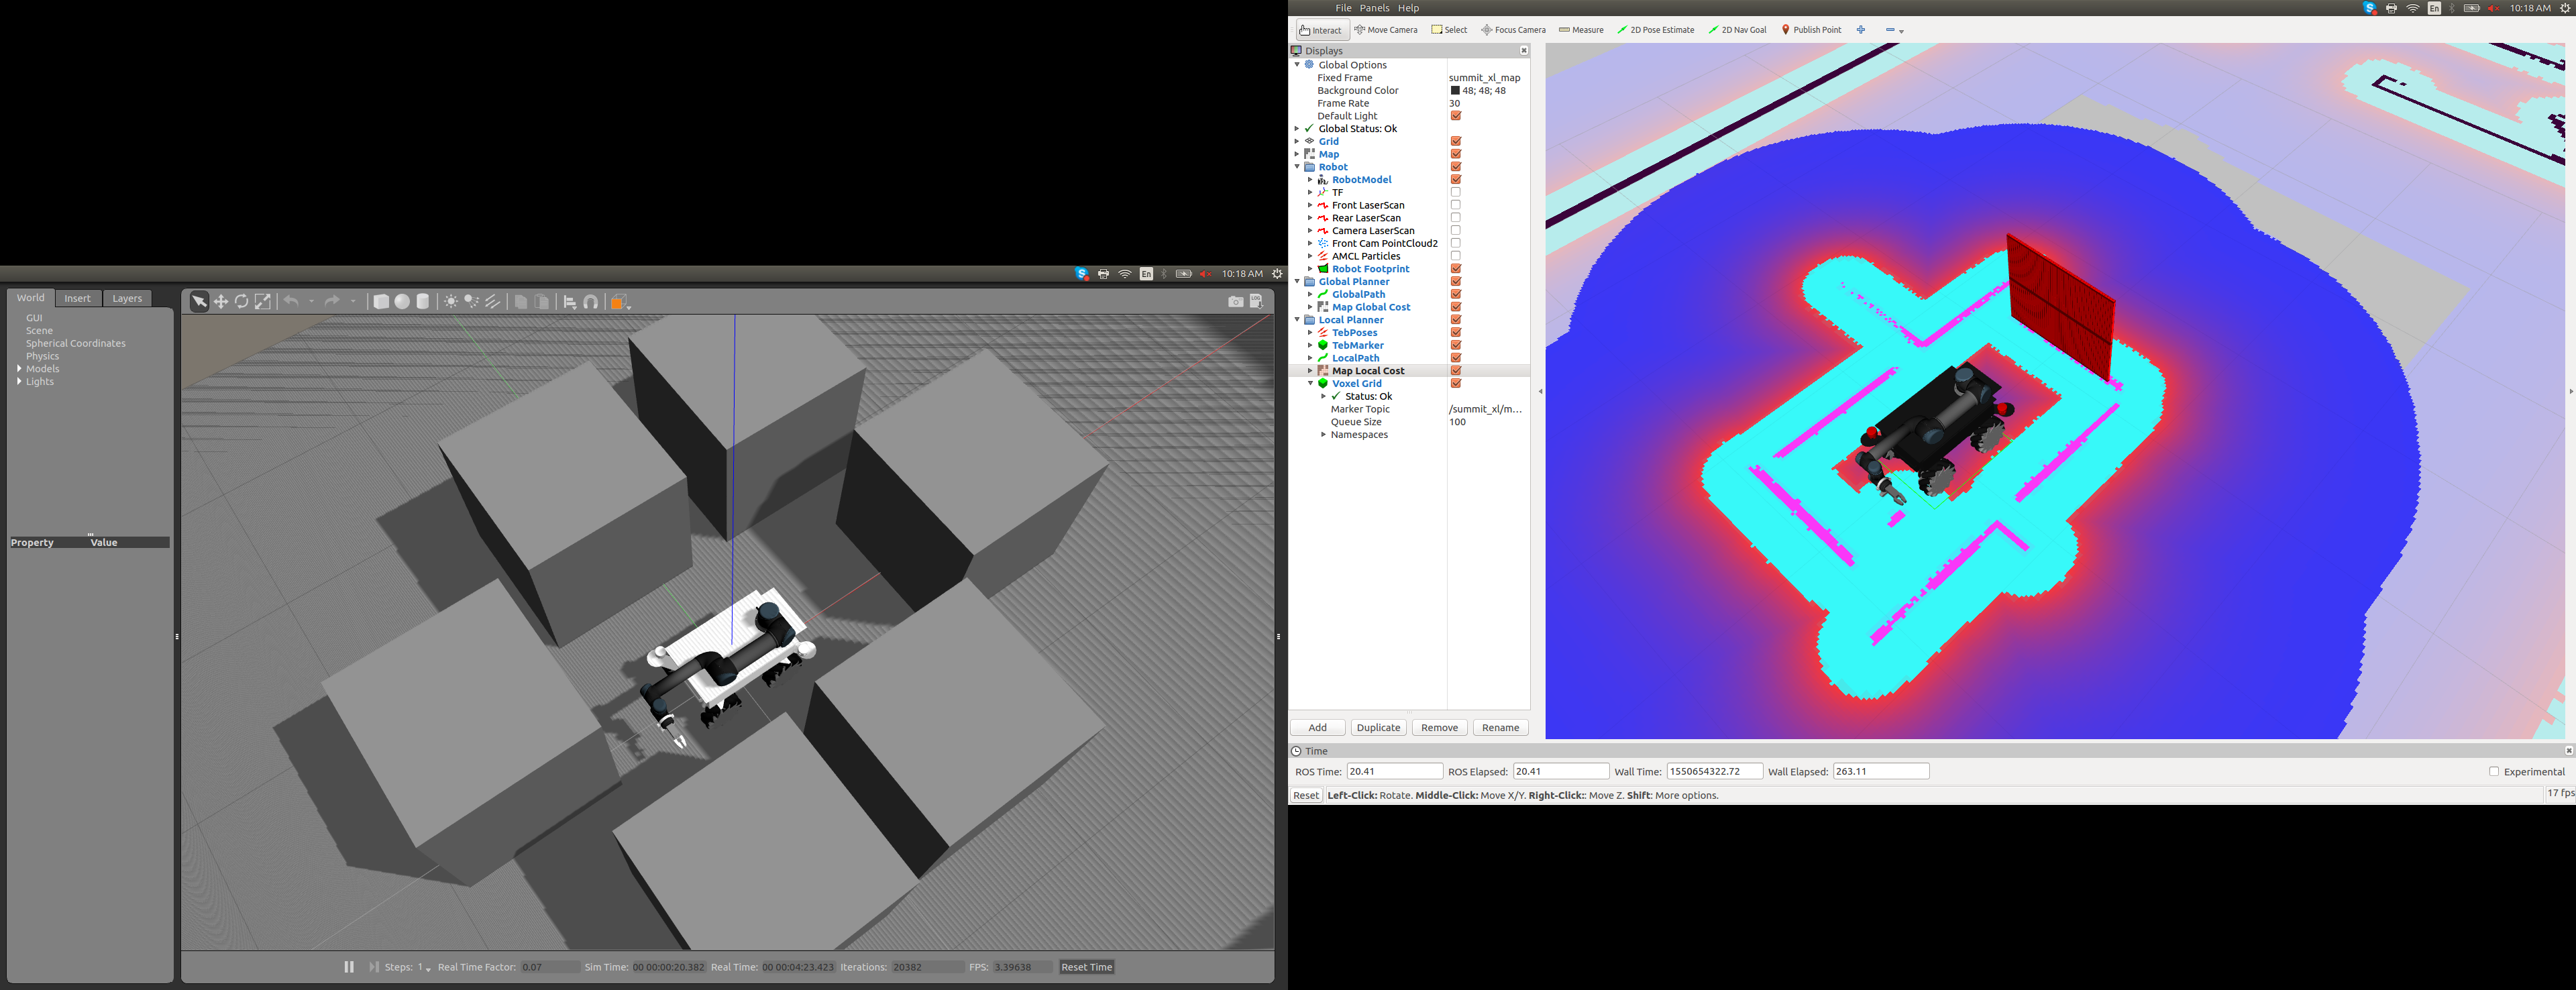 File Panels Help
En 10:18 AM
Interact Move Camera Select Focus Camera Measure 2D Pose Estimate 2D Nav Goal Publish Point
Displays
Global Options
Fixed Frame summit_xl_map
Background Color 48; 48; 48
Frame Rate 30
Default Light
Global Status: Ok
Grid
Map
Robot
RobotModel
TF
Front LaserScan
Rear LaserScan
Camera LaserScan
Front Cam PointCloud2
AMCL Particles
Robot Footprint
Global Planner
GlobalPath
Map Global Cost
Local Planner
TebPoses
TebMarker
LocalPath
Map Local Cost
Voxel Grid
Status: Ok
Marker Topic /summit_xl/m...
Queue Size 100
Namespaces
Add Duplicate Remove Rename
Time
ROS Time: 20.41 ROS Elapsed: 20.41 Wall Time: 1550654322.72 Wall Elapsed: 263.11 Experimental
Reset Left-Click: Rotate. Middle-Click: Move X/Y. Right-Click:: Move Z. Shift: More options. 17 fps
En 10:18 AM
World Insert Layers
LOG
GUI
Scene
Spherical Coordinates
Physics
Models
Lights
Property Value
Steps: 1 Real Time Factor: 0.07 Sim Time: 00 00:00:20.382 Real Time: 00 00:04:23.423 Iterations: 20382 FPS: 3.39638 Reset Time